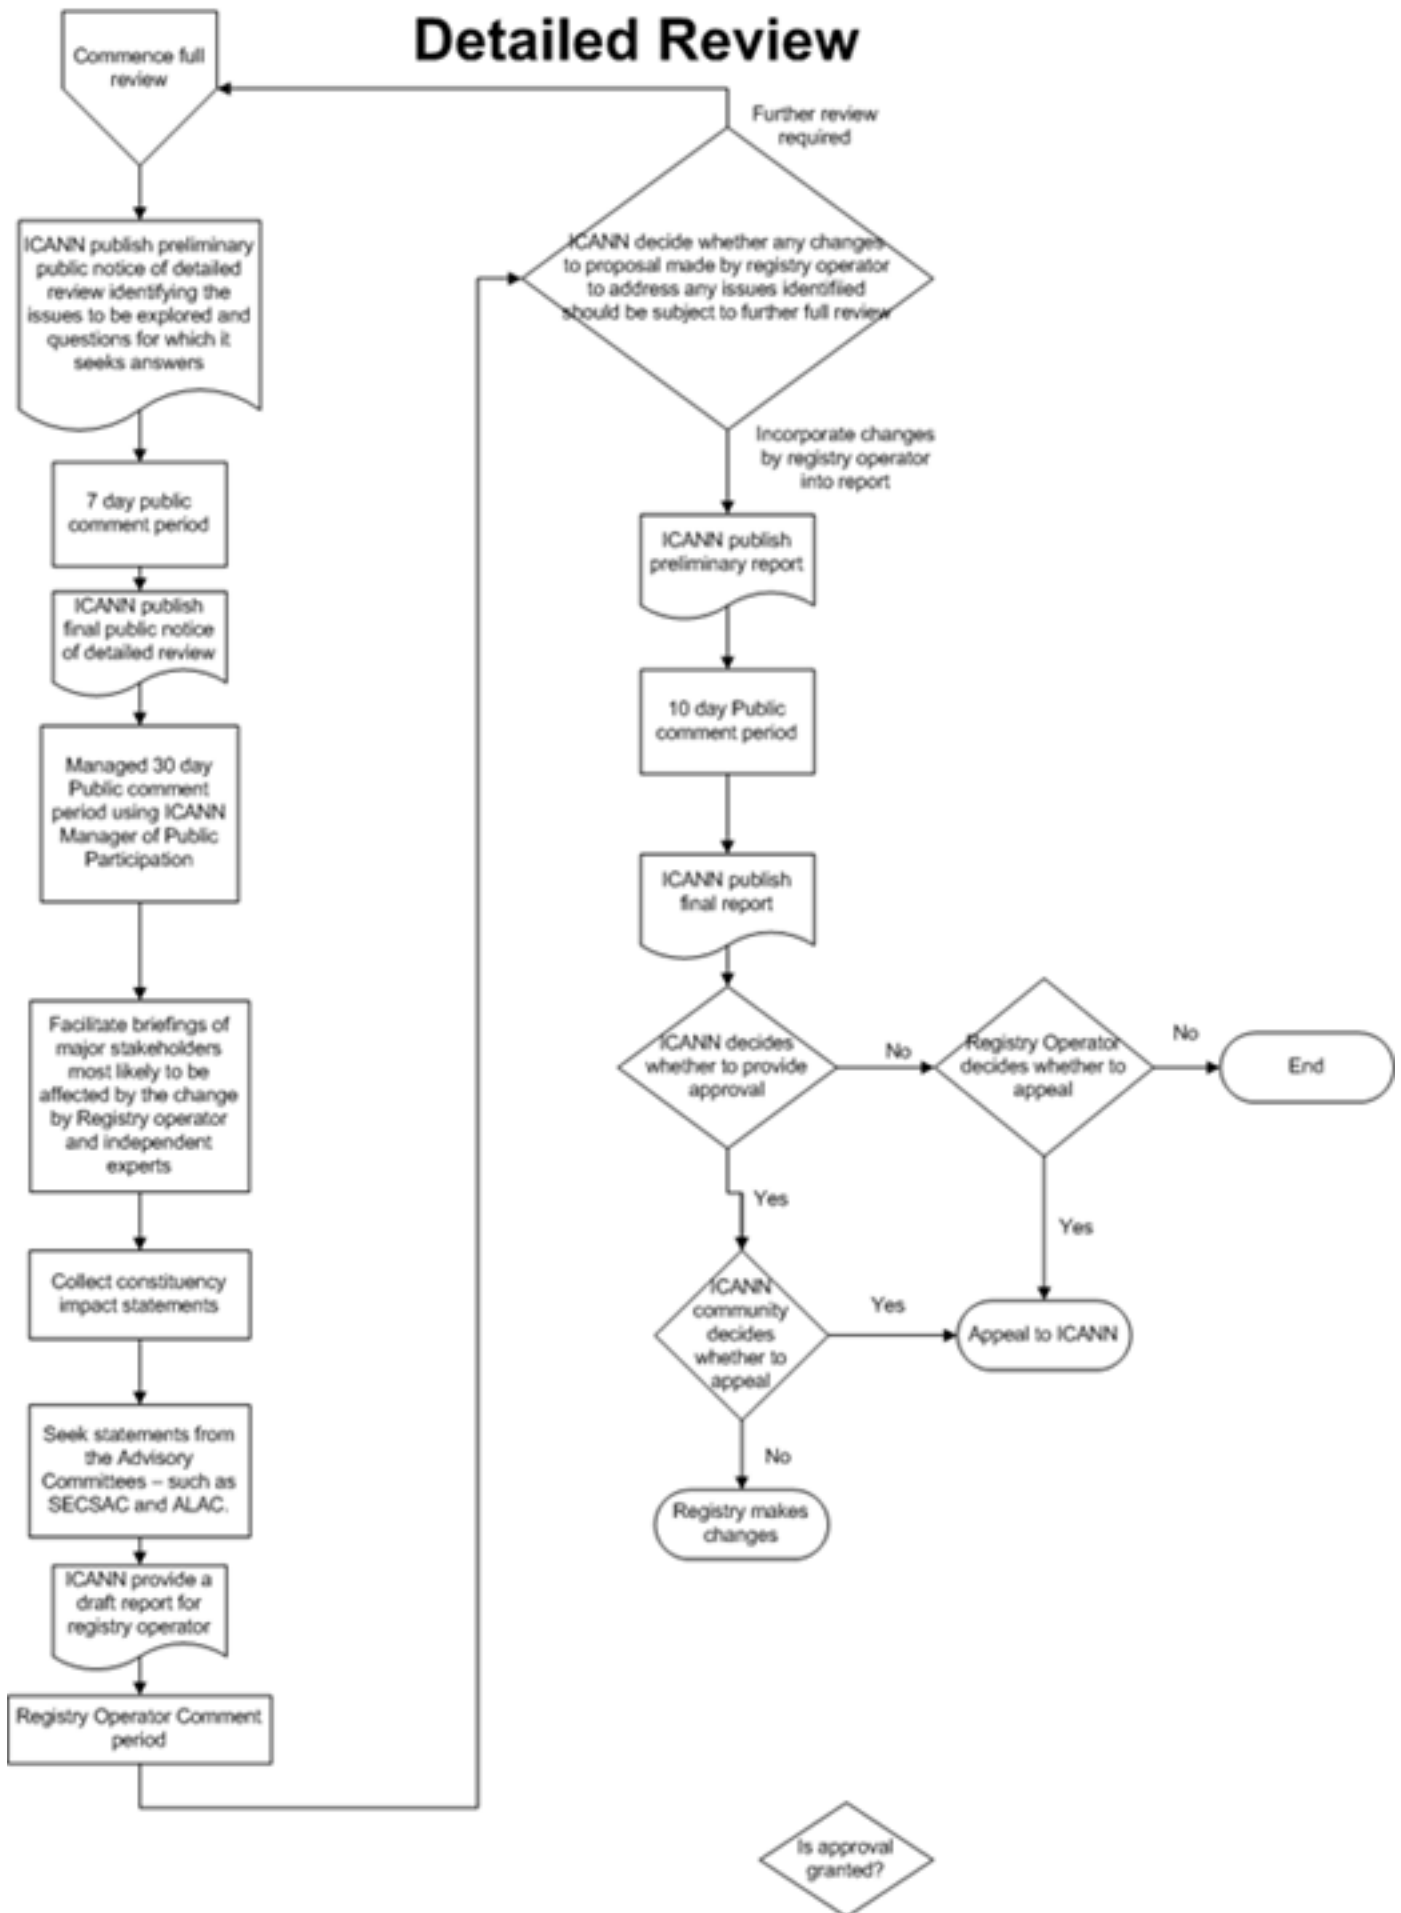 Detailed Review
Commence full
review
ICANN publish preliminary
public notice of detailed
review identifying the
issues to be explored and
questions for which it
seeks answers
7 day public
comment period
ICANN publish
final public notice
of detailed review
Managed 30 day
Public comment
period using ICANN
Manager of Public
Participation
Facilitate briefings of
major stakeholders
most likely to be
affected by the change
by Registry operator
and independent
experts
Collect constituency
impact statements
Seek statements from
the Advisory
Committees – such as
SECSAC and ALAC.
ICANN provide a
draft report for
registry operator
Registry Operator Comment
period
Further review
required
ICANN decide whether any changes
to proposal made by registry operator
to address any issues identifiied
should be subject to further full review
Incorporate changes
by registry operator
into report
ICANN publish
preliminary report
10 day Public
comment period
ICANN publish
final report
ICANN decides
whether to provide
approval
No
Registry Operator
decides whether to
appeal
No
End
Yes
Yes
ICANN
community
decides
whether to
appeal
Yes
Appeal to ICANN
No
Registry makes
changes
Is approval
granted?